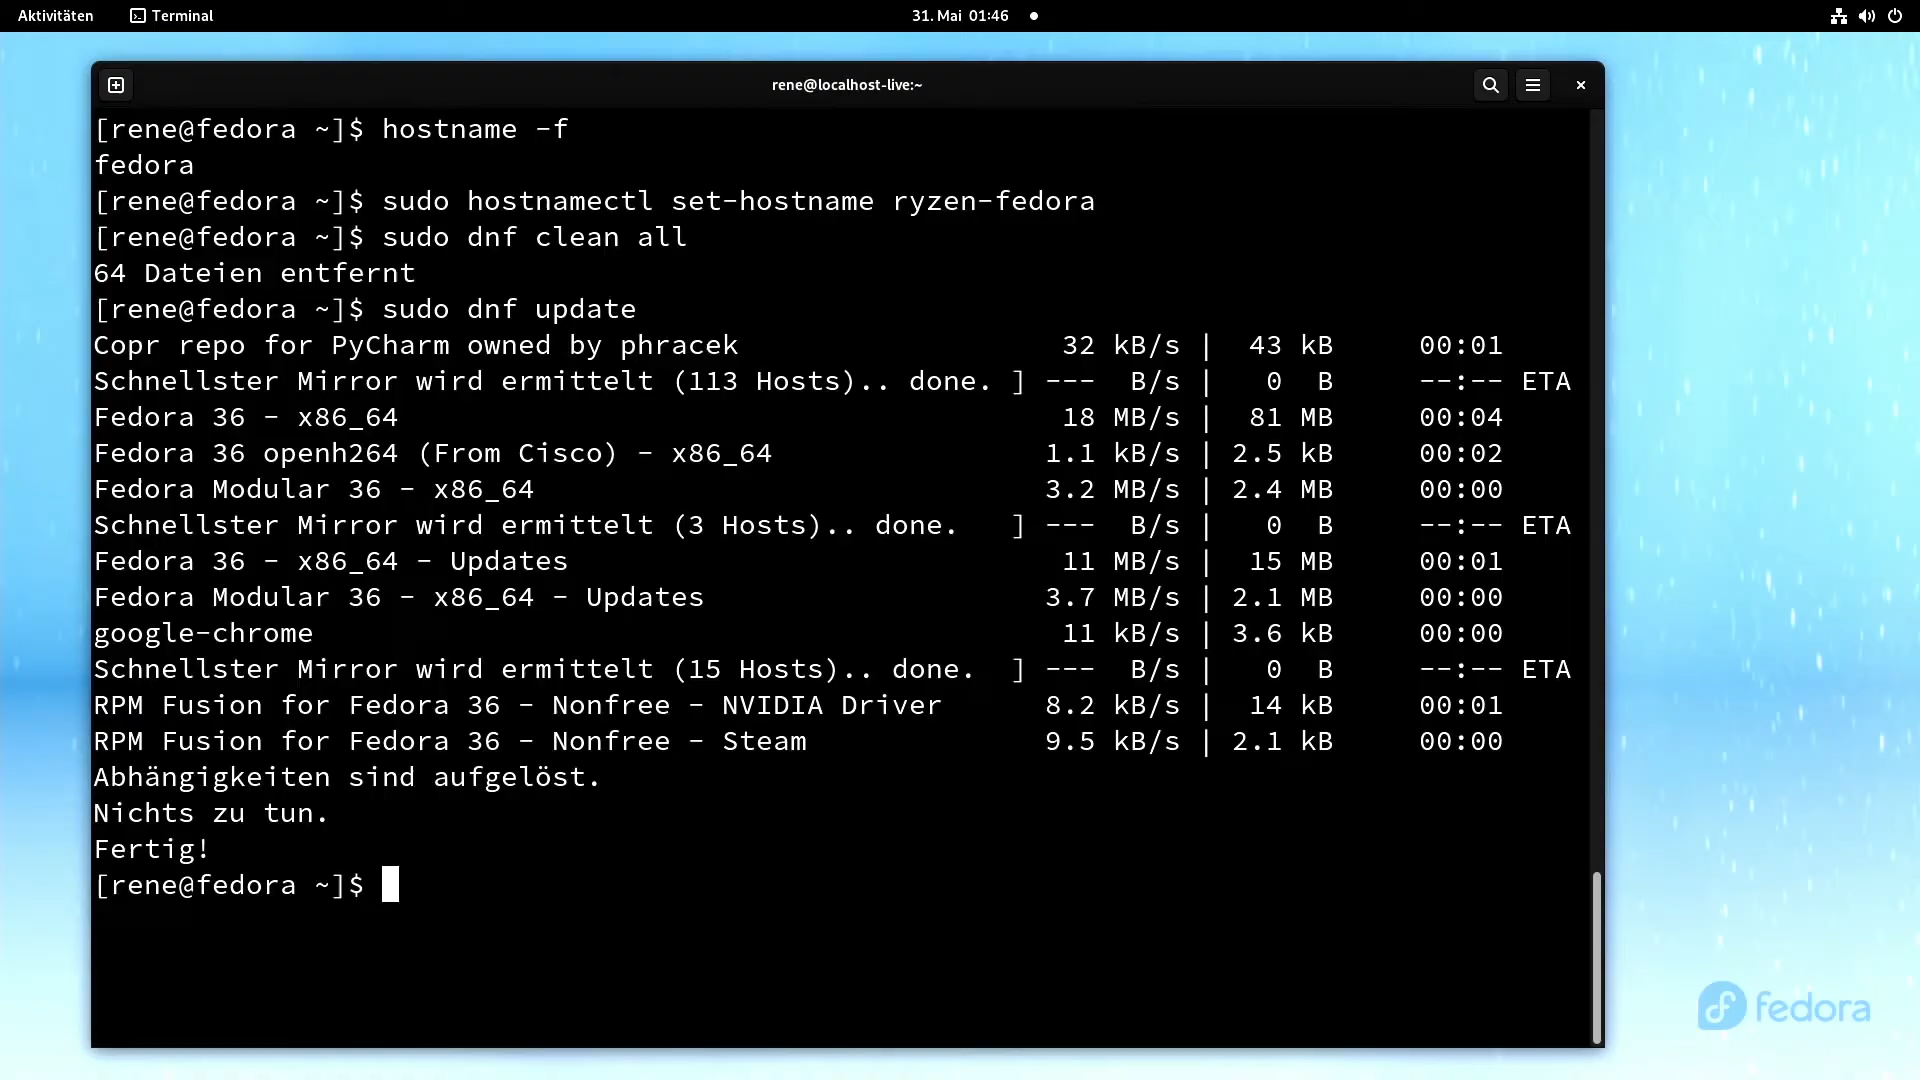 Aktivitäten Terminal 31. Mai 01:46
rene@localhost-live:~
[rene@fedora ~]$ hostname -f
fedora
[rene@fedora ~]$ sudo hostnamectl set-hostname ryzen-fedora
[rene@fedora ~]$ sudo dnf clean all
64 Dateien entfernt
[rene@fedora ~]$ sudo dnf update
Copr repo for PyCharm owned by phracek 32 kB/s | 43 kB 00:01
Schnellster Mirror wird ermittelt (113 Hosts).. done. ] --- B/s | 0 B --:-- ETA
Fedora 36 - x86_64 18 MB/s | 81 MB 00:04
Fedora 36 openh264 (From Cisco) - x86_64 1.1 kB/s | 2.5 kB 00:02
Fedora Modular 36 - x86_64 3.2 MB/s | 2.4 MB 00:00
Schnellster Mirror wird ermittelt (3 Hosts).. done. ] --- B/s | 0 B --:-- ETA
Fedora 36 - x86_64 - Updates 11 MB/s | 15 MB 00:01
Fedora Modular 36 - x86_64 - Updates 3.7 MB/s | 2.1 MB 00:00
google-chrome 11 kB/s | 3.6 kB 00:00
Schnellster Mirror wird ermittelt (15 Hosts).. done. ] --- B/s | 0 B --:-- ETA
RPM Fusion for Fedora 36 - Nonfree - NVIDIA Driver 8.2 kB/s | 14 kB 00:01
RPM Fusion for Fedora 36 - Nonfree - Steam 9.5 kB/s | 2.1 kB 00:00
Abhängigkeiten sind aufgelöst.
Nichts zu tun.
Fertig!
[rene@fedora ~]$
fedora